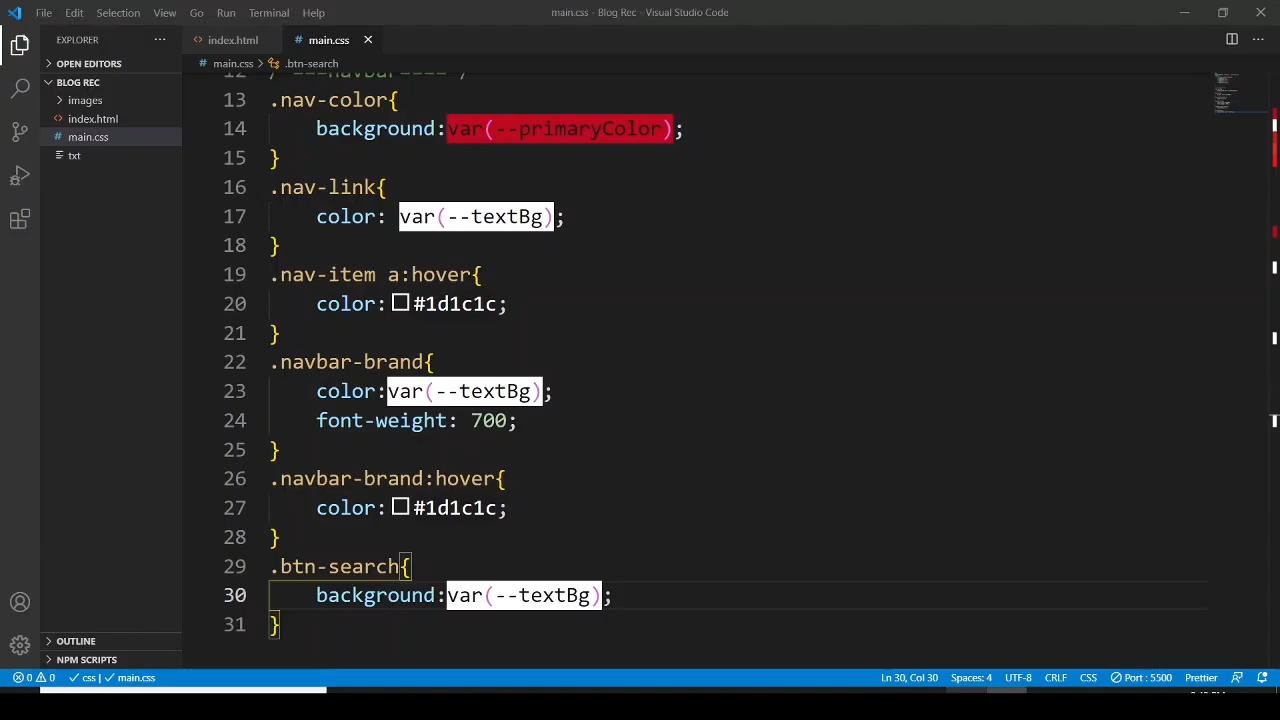 File Edit Selection View Go Run Terminal Help
main.css - Blog Rec - Visual Studio Code
EXPLORER
index.html
main.css
OPEN EDITORS
main.css > .btn-search
BLOG REC
images
index.html
main.css
txt
12 /*===navbar====*/
13 .nav-color{
14 background:var(--primaryColor);
15 }
16 .nav-link{
17 color: var(--textBg);
18 }
19 .nav-item a:hover{
20 color:#1d1c1c;
21 }
22 .navbar-brand{
23 color:var(--textBg);
24 font-weight: 700;
25 }
26 .navbar-brand:hover{
27 color:#1d1c1c;
28 }
29 .btn-search{
30 background:var(--textBg);
31 }
OUTLINE
NPM SCRIPTS
0 0 css | main.css
Ln 30, Col 30 Spaces: 4 UTF-8 CRLF CSS Port : 5500 Prettier